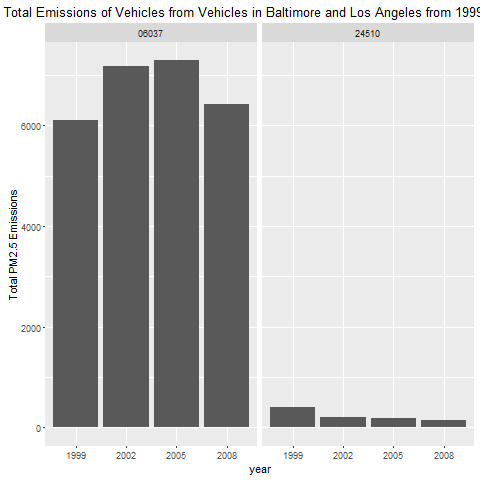 Total Emissions of Vehicles from Vehicles in Baltimore and Los Angeles from 1999
06037 24510
6000
4000
2000
0
Total PM2.5 Emissions
1999 2002 2005 2008 1999 2002 2005 2008
year